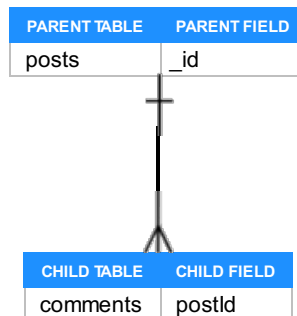 PARENT TABLE PARENT FIELD
posts _id
CHILD TABLE CHILD FIELD
comments postId